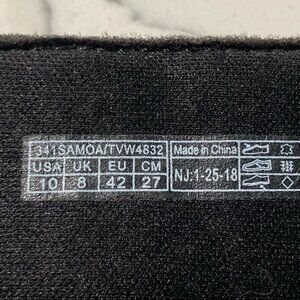 341SAMOA/TVW4832
USA UK EU CM
10 8 42 27
Made in China
NJ:1-25-18